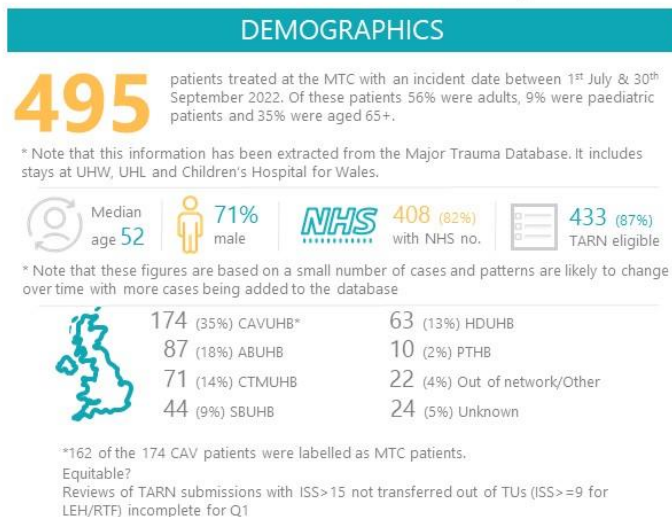 DEMOGRAPHICS
495
patients treated at the MTC with an incident date between 1st July & 30th
September 2022. Of these patients 56% were adults, 9% were paediatric
patients and 35% were aged 65+.
* Note that this information has been extracted from the Major Trauma Database. It includes
stays at UHW, UHL and Children's Hospital for Wales.
Median
age 52
71%
male
NHS
408 (82%)
with NHS no.
433 (87%)
TARN eligible
* Note that these figures are based on a small number of cases and patterns are likely to change
over time with more cases being added to the database
174 (35%) CAVUHB*
87 (18%) ABUHB
71 (14%) CTMUHB
44 (9%) SBUHB
63 (13%) HDUHB
10 (2%) PTHB
22 (4%) Out of network/Other
24 (5%) Unknown
*162 of the 174 CAV patients were labelled as MTC patients.
Equitable?
Reviews of TARN submissions with ISS>15 not transferred out of TUs (ISS>=9 for
LEH/RTF) incomplete for Q1